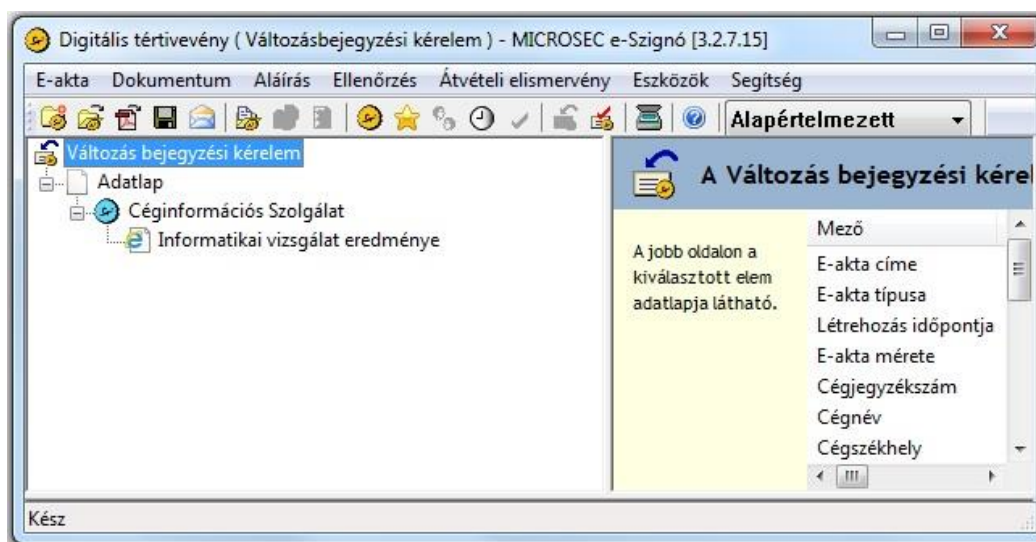 Digitális tértivevény ( Változásbejegyzési kérelem ) - MICROSEC e-Szignó [3.2.7.15]
E-akta Dokumentum Aláírás Ellenőrzés Átvételi elismervény Eszközök Segítség
Alapértelmezett
Változás bejegyzési kérelem
Adatlap
Céginformációs Szolgálat
Informatikai vizsgálat eredménye
A Változás bejegyzési kérel
A jobb oldalon a
kiválasztott elem
adatlapja látható.
Mező
E-akta címe
E-akta típusa
Létrehozás időpontja
E-akta mérete
Cégjegyzékszám
Cégnév
Cégszékhely
Kész